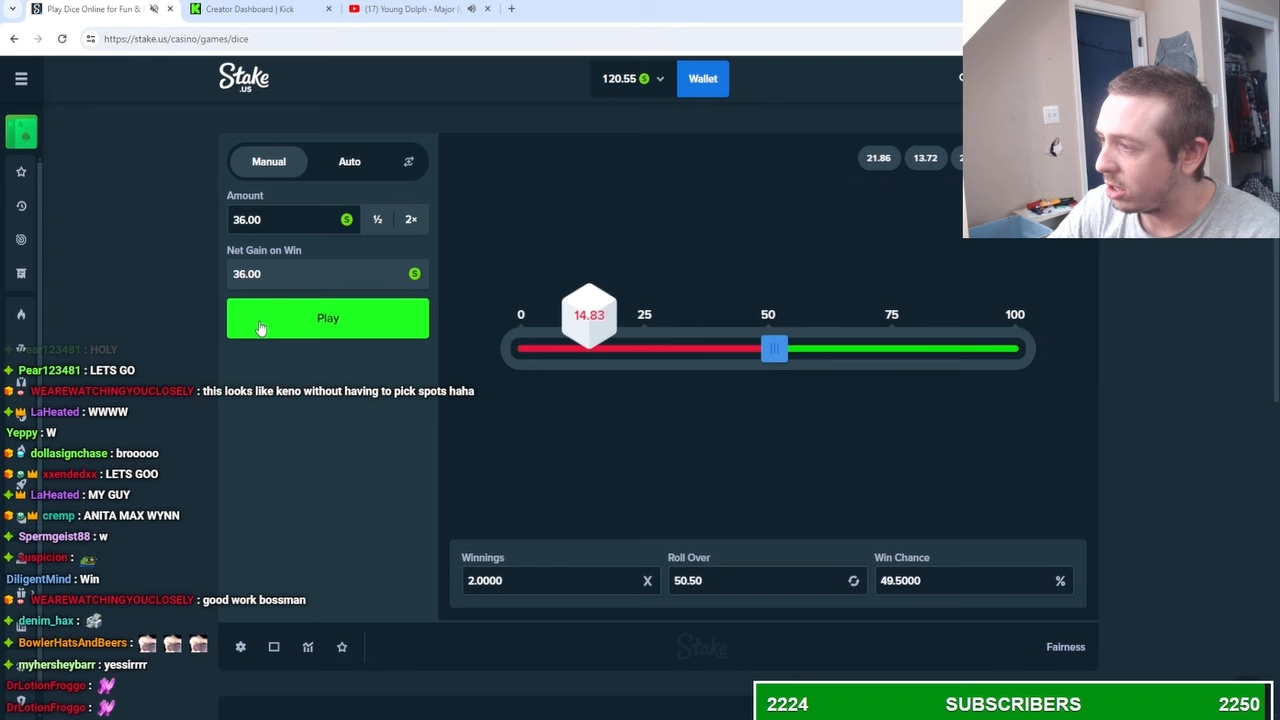 Play Dice Online for Fun &
Creator Dashboard | Kick
(17) Young Dolph - Major (
https://stake.us/casino/games/dice
Stake
.US
120.55
Wallet
Manual
Auto
21.86
13.72
Amount
36.00
½
2×
Net Gain on Win
36.00
Play
14.83
0
25
50
75
100
Pear123481 : HOLY
Pear123481 : LETS GO
WEAREWATCHINGYOUCLOSELY : this looks like keno without having to pick spots haha
LaHeated : WWWW
Yeppy : W
dollasignchase : brooooo
xxendedxx : LETS GOO
LaHeated : MY GUY
cremp : ANITA MAX WYNN
Spermgeist88 : w
Suspicion :
DiligentMind : Win
WEAREWATCHINGYOUCLOSELY : good work bossman
denim_hax :
BowlerHatsAndBeers :
myhersheybarr : yessirrrr
DrLotionFroggo :
DrLotionFroggo :
Winnings
Roll Over
Win Chance
2.0000
X
50.50
49.5000
%
Stake
Fairness
2224
SUBSCRIBERS
2250